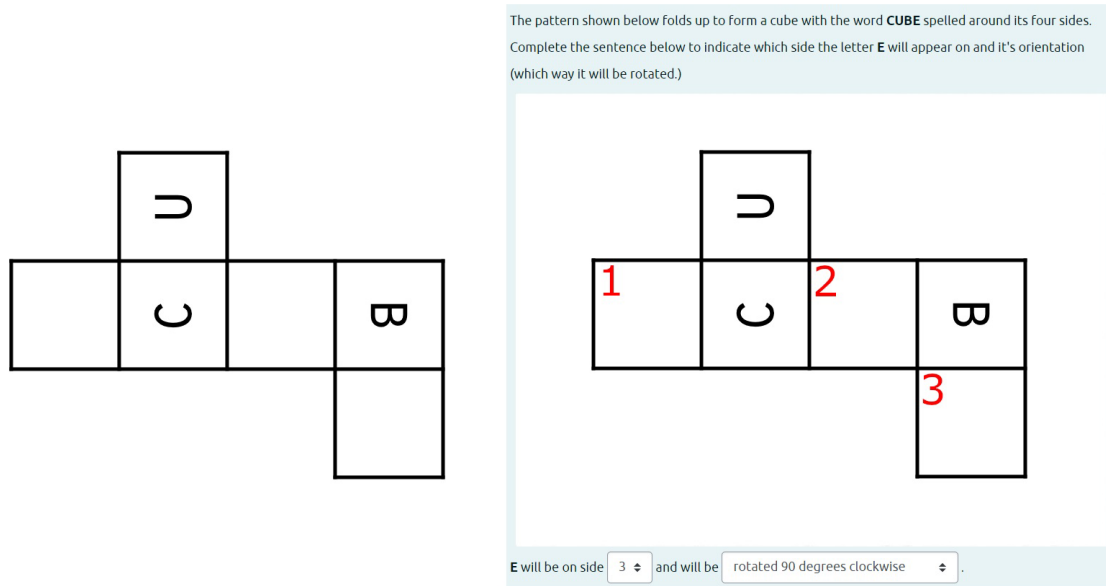 The pattern shown below folds up to form a cube with the word CUBE spelled around its four sides.
Complete the sentence below to indicate which side the letter E will appear on and it's orientation
(which way it will be rotated.)
U
U
1
C
2
B
C
B
3
E will be on side 3 and will be rotated 90 degrees clockwise .